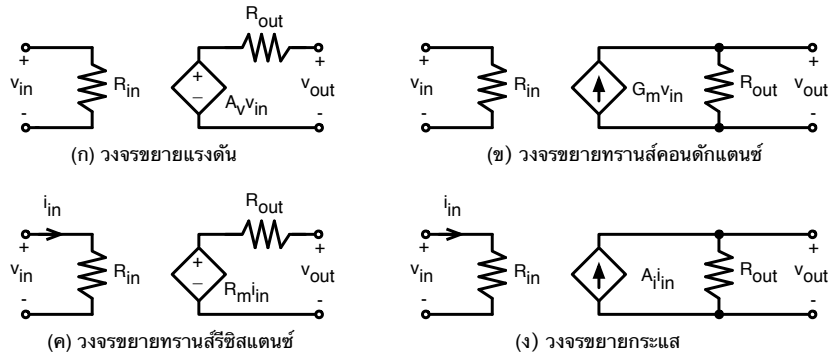 R_out
+ v_in - R_in + − A_v v_in + v_out -
(ก) วงจรขยายแรงดัน
+ v_in - R_in G_m v_in R_out + v_out -
(ข) วงจรขยายทรานส์คอนดักแตนซ์
i_in R_out
+ v_in - R_in + − R_m i_in + v_out -
(ค) วงจรขยายทรานส์รีซิสแตนซ์
i_in
+ v_in - R_in A_i i_in R_out + v_out -
(ง) วงจรขยายกระแส